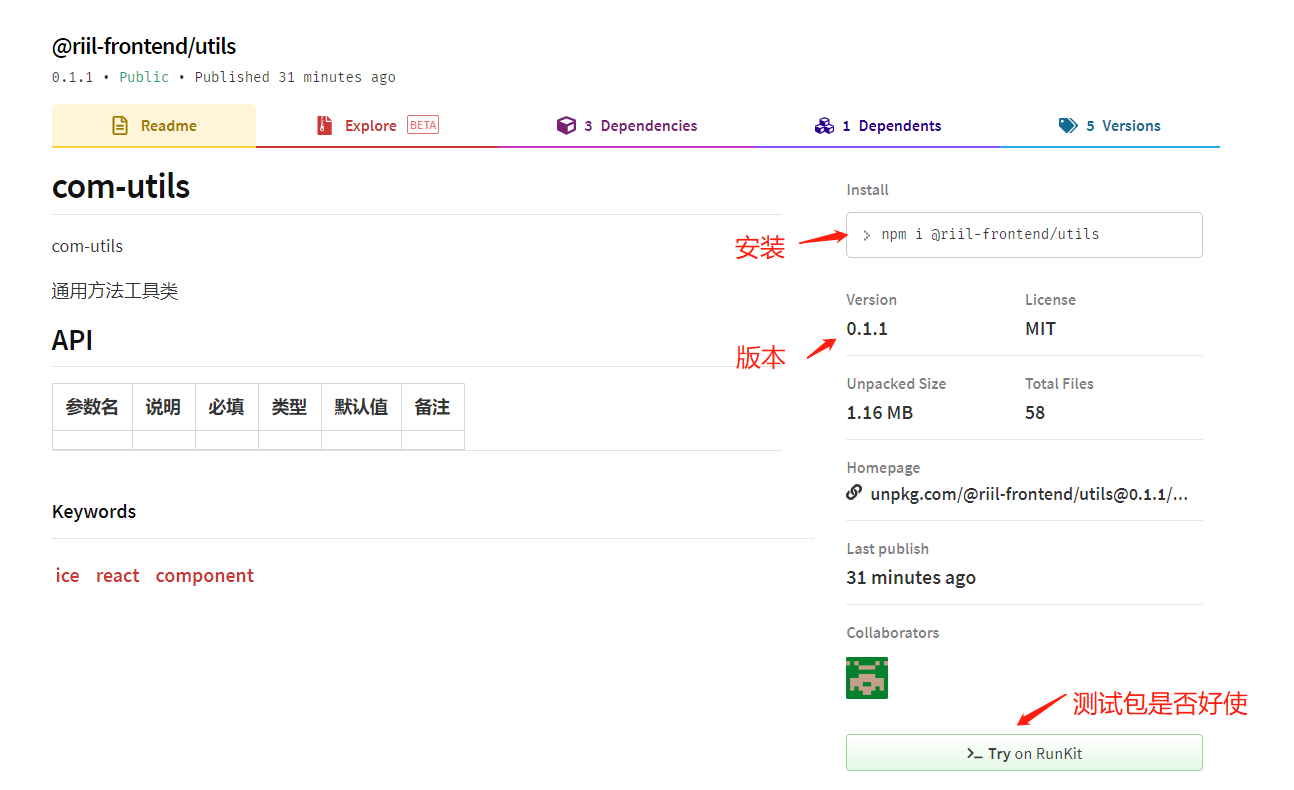 @riil-frontend/utils
0.1.1 • Public • Published 31 minutes ago
Readme
Explore BETA
3 Dependencies
1 Dependents
5 Versions
com-utils
com-utils
通用方法工具类
API
参数名 说明 必填 类型 默认值 备注
Keywords
ice react component
Install
安装
> npm i @riil-frontend/utils
Version License
0.1.1 MIT
版本
Unpacked Size Total Files
1.16 MB 58
Homepage
unpkg.com/@riil-frontend/utils@0.1.1/...
Last publish
31 minutes ago
Collaborators
测试包是否好使
Try on RunKit